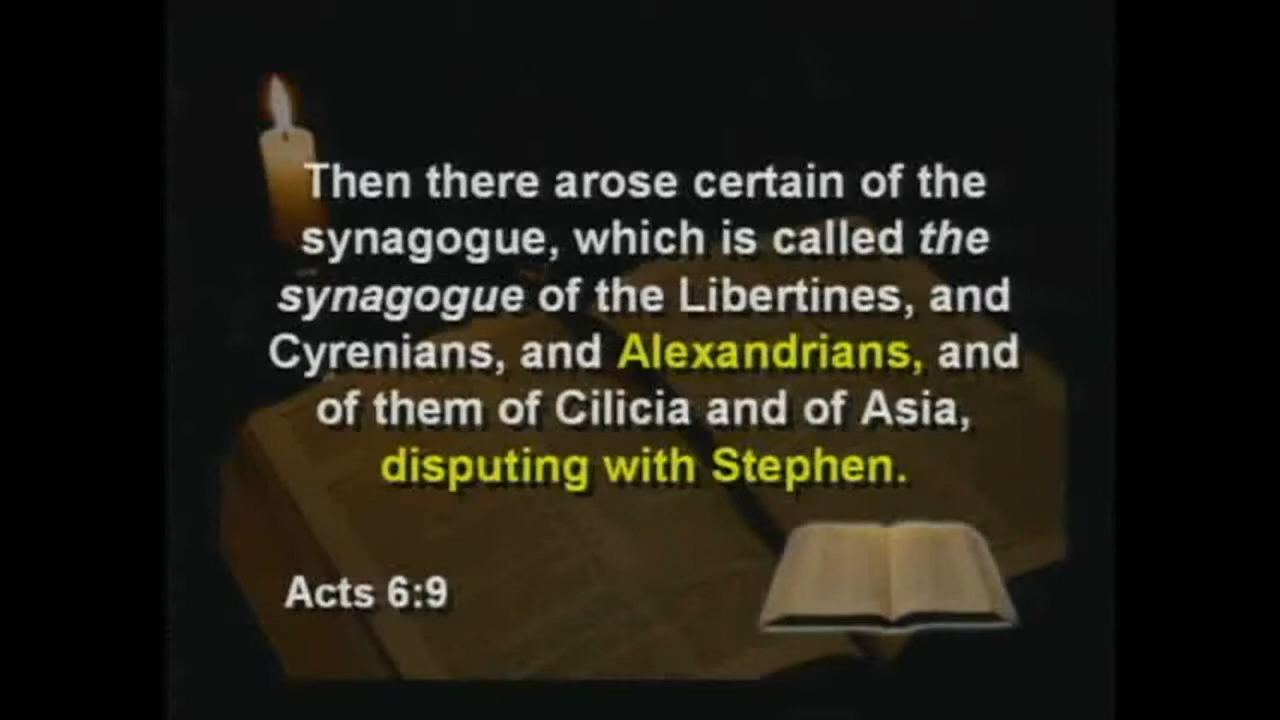 Then there arose certain of the
synagogue, which is called the
synagogue of the Libertines, and
Cyrenians, and Alexandrians, and
of them of Cilicia and of Asia,
disputing with Stephen.
Acts 6:9